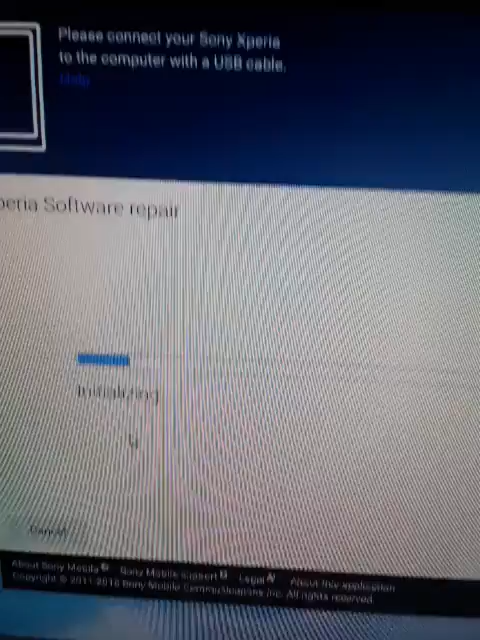 Please connect your Sony Xperia
to the computer with a USB cable.
Help
peria Software repair
Initializing
Cancel
About Sony Mobile Sony Mobile support Legal About this application
Copyright © 2011-2016 Sony Mobile Communications Inc. All rights reserved.